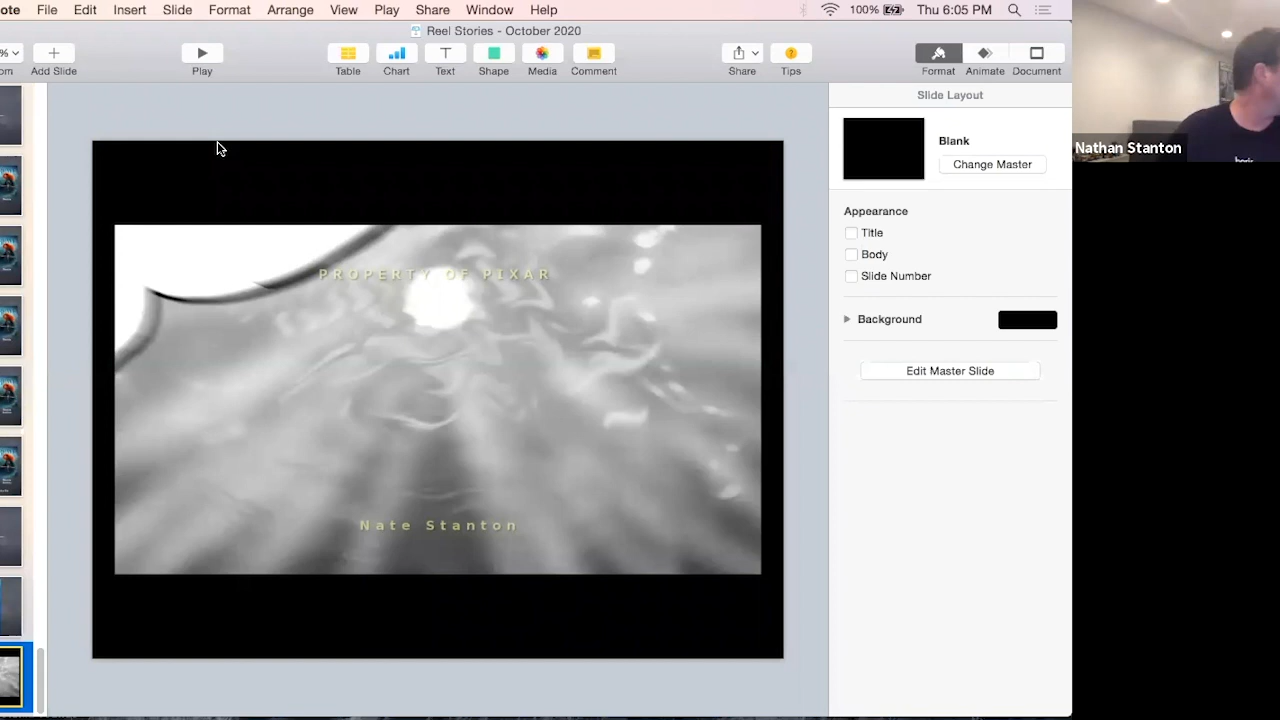 ote File Edit Insert Slide Format Arrange View Play Share Window Help 100% Thu 6:05 PM
Reel Stories - October 2020
%
om Add Slide Play Table Chart Text Shape Media Comment Share Tips Format Animate Document
Slide Layout
Blank
Change Master
Appearance
Title
Body
Slide Number
Background
Edit Master Slide
PROPERTY OF PIXAR
Nate Stanton
Nathan Stanton